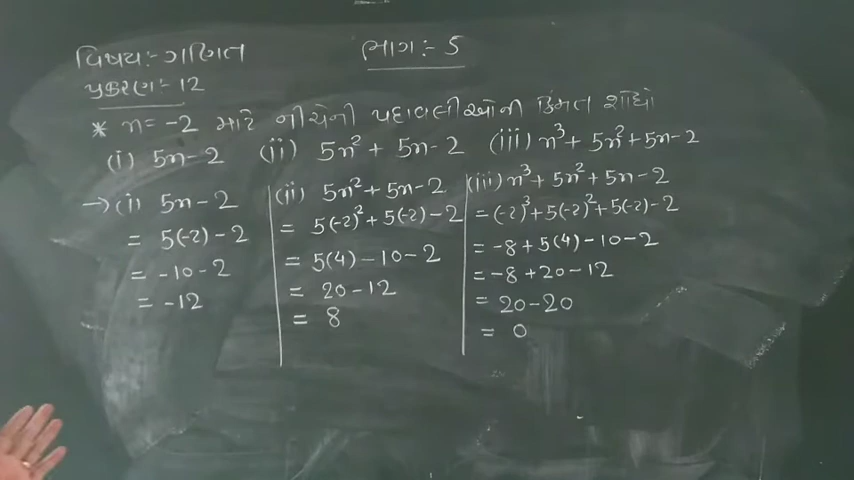 વિષય:- ગણિત
ભાગ:- 5
પ્રકરણ:- 12
* n = -2 માટે નીચેની પદાવલીઓની કિંમત શોધો
(i) 5n-2 (ii) 5n² + 5n-2 (iii) n³ + 5n² + 5n-2
→ (i) 5n-2
= 5(-2)-2
= -10-2
= -12
(ii) 5n² + 5n-2
= 5(-2)² + 5(-2) - 2
= 5(4) - 10 - 2
= 20-12
= 8
(iii) n³ + 5n² + 5n-2
= (-2)³ + 5(-2)² + 5(-2) - 2
= -8 + 5(4) - 10 - 2
= -8 + 20 - 12
= 20-20
= 0